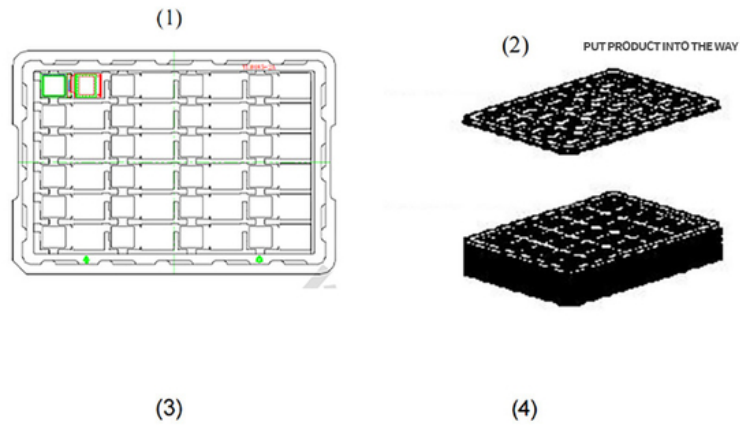 (1)
(2)
PUT PRODUCT INTO THE WAY
(3)
(4)